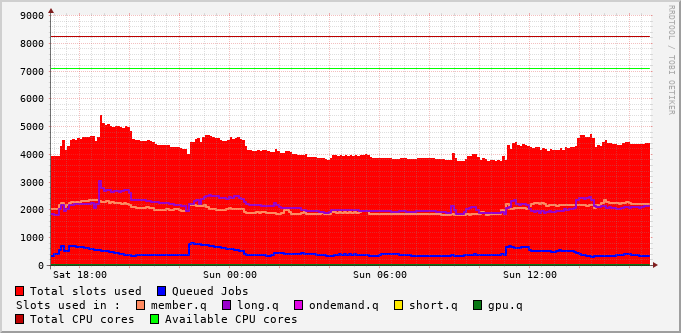 9000
8000
7000
6000
5000
4000
3000
2000
1000
0
Sat 18:00 Sun 00:00 Sun 06:00 Sun 12:00
RRDTOOL / TOBI OETIKER
Total slots used Queued Jobs
Slots used in : member.q long.q ondemand.q short.q gpu.q
Total CPU cores Available CPU cores